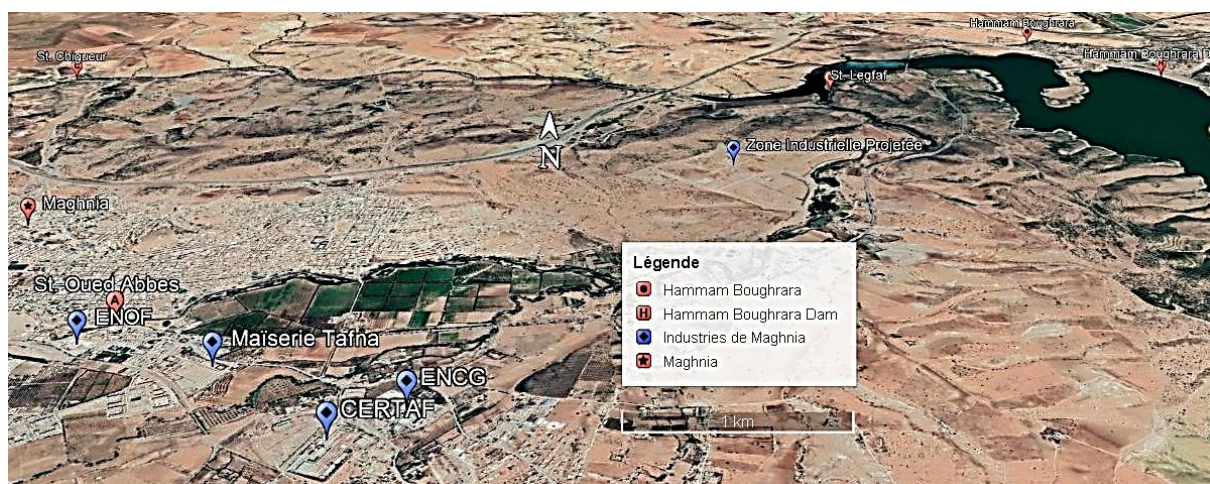 Hammam Boughrara
St. Chigueur
Hammam Boughrara D
St. Legfaf
Zone Industrielle Projetée
N
Maghnia
St. Oued Abbes
A
ENOF
Maïserie Tafna
ENCG
CERTAF
Légende
Hammam Boughrara
H Hammam Boughrara Dam
Industries de Maghnia
Maghnia
1 km